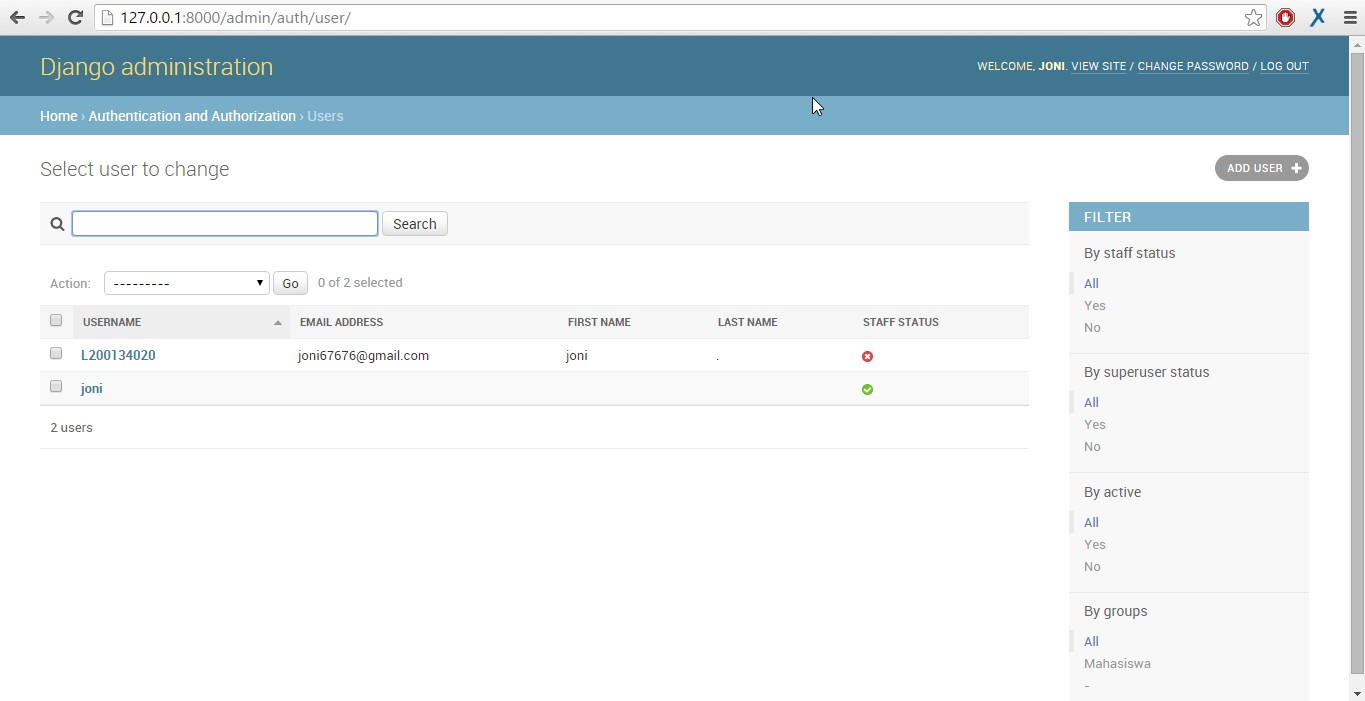 127.0.0.1:8000/admin/auth/user/
Django administration
WELCOME, JONI. VIEW SITE / CHANGE PASSWORD / LOG OUT
Home › Authentication and Authorization › Users
Select user to change
ADD USER +
Search
Action: --------- Go 0 of 2 selected
USERNAME EMAIL ADDRESS FIRST NAME LAST NAME STAFF STATUS
L200134020 joni67676@gmail.com joni .
joni
2 users
FILTER
By staff status
All
Yes
No
By superuser status
All
Yes
No
By active
All
Yes
No
By groups
All
Mahasiswa
-